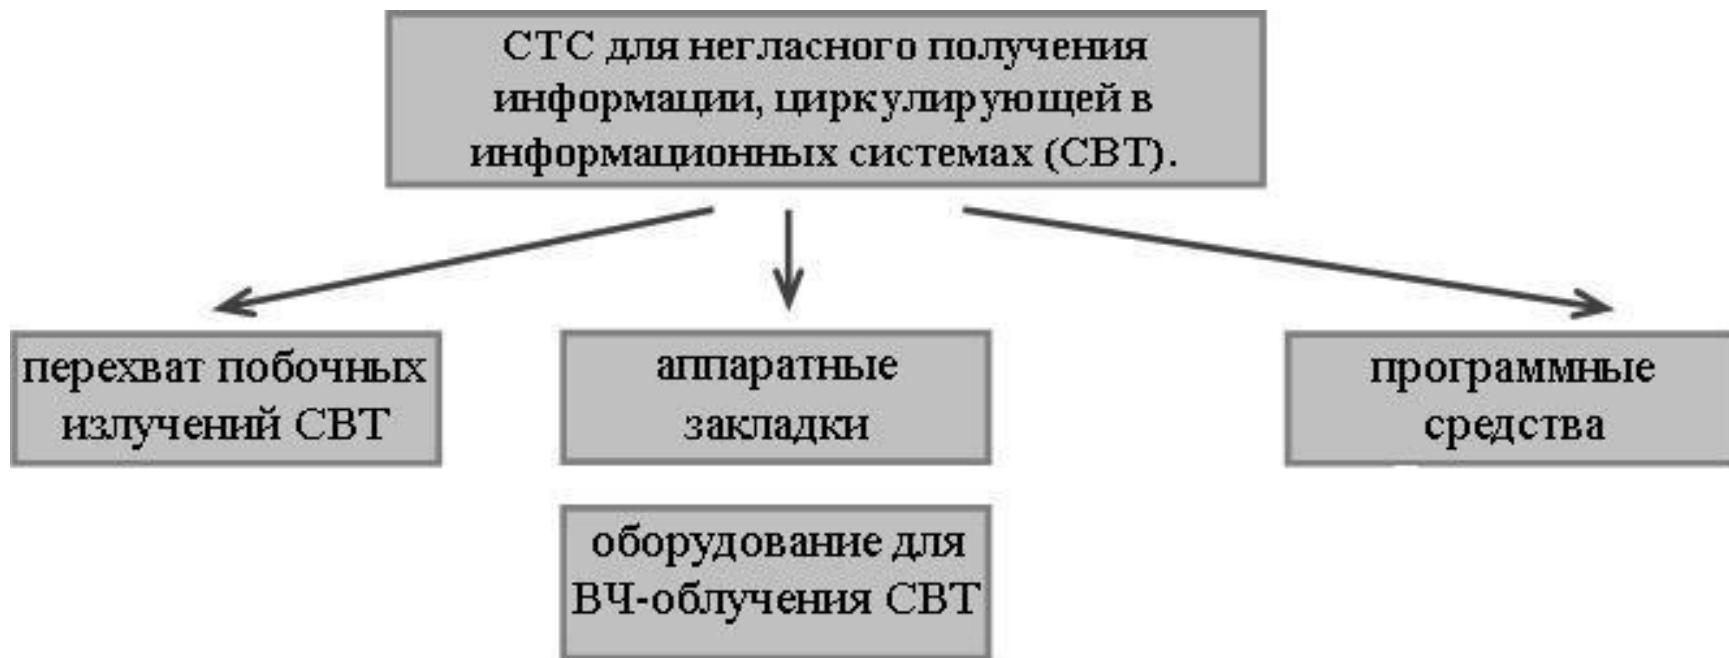 СТС для негласного получения
информации, циркулирующей в
информационных системах (СВТ).
перехват побочных
излучений СВТ
аппаратные
закладки
программные
средства
оборудование для
ВЧ-облучения СВТ